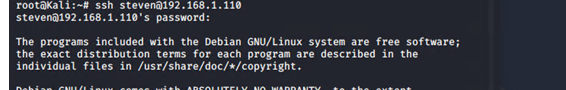 root@Kali:~# ssh steven@192.168.1.110
steven@192.168.1.110's password:
The programs included with the Debian GNU/Linux system are free software;
the exact distribution terms for each program are described in the
individual files in /usr/share/doc/*/copyright.
Debian GNU/Linux comes with ABSOLUTELY NO WARRANTY, to the extent